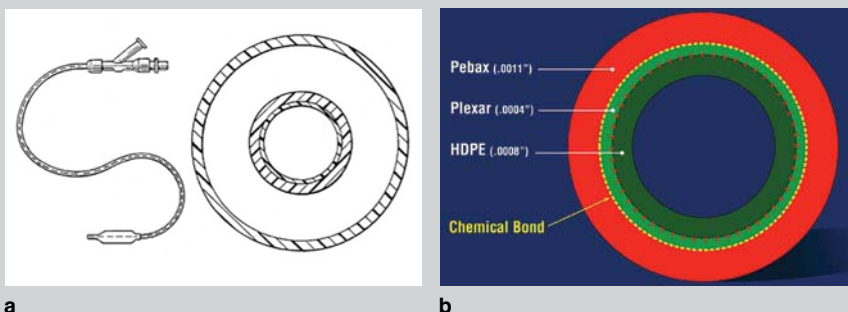 Pebax (.0011")
Plexar (.0004")
HDPE (.0008")
Chemical Bond
a
b